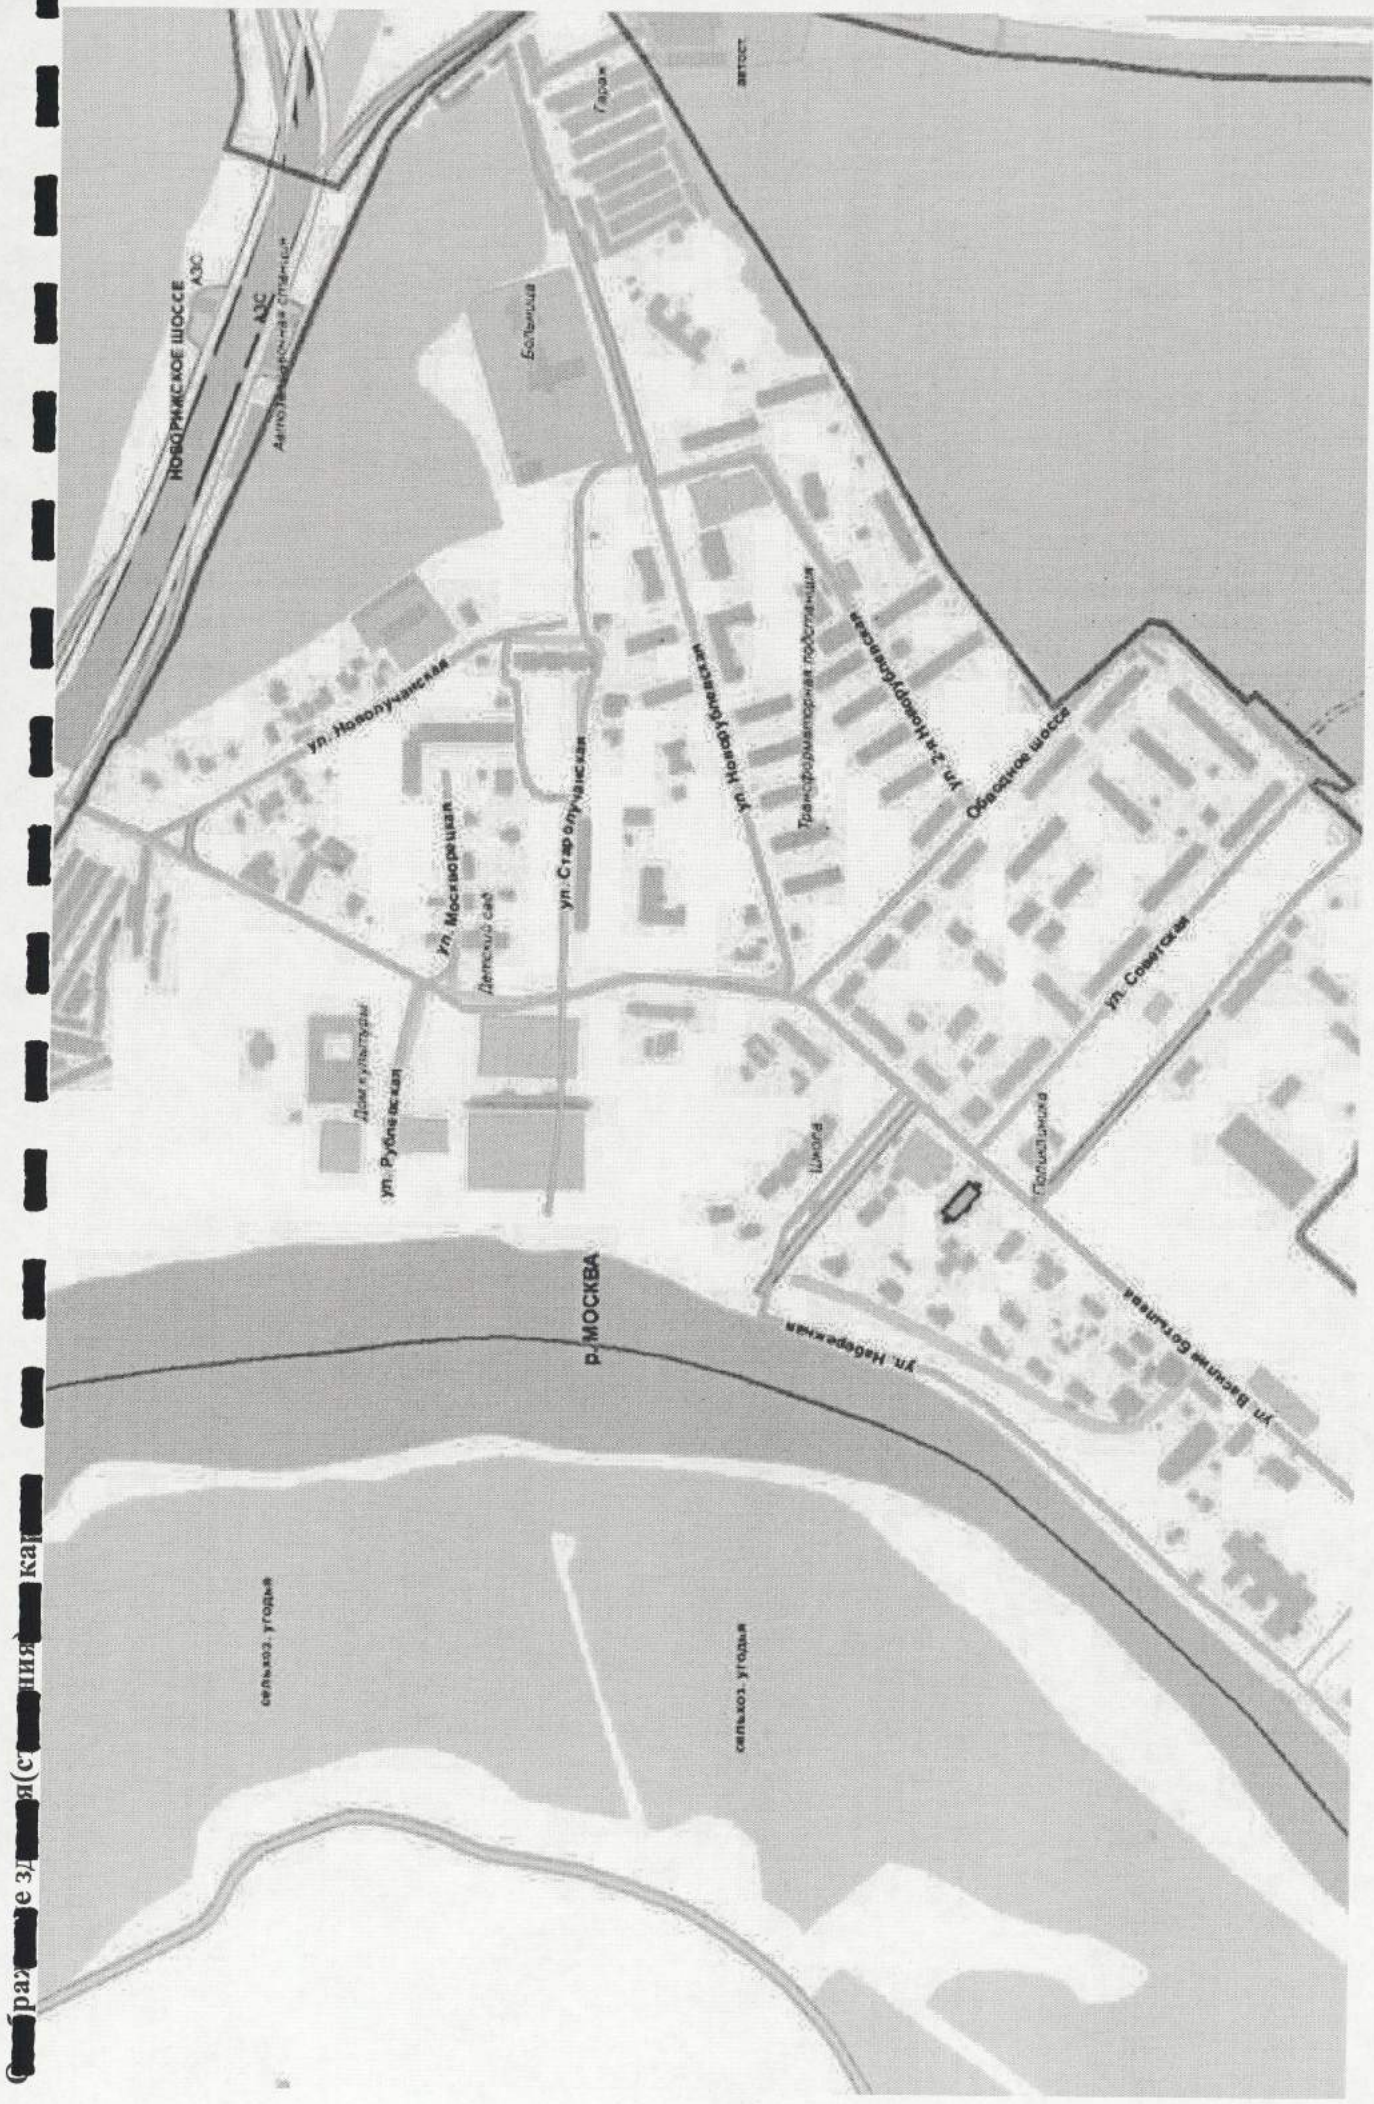 НОВОРИЖСКОЕ ШОССЕ
АЗС
АЗС
Автозаправочная станция
Гараж
автост.
Больница
ул. Новолучанская
ул. Москворецкая
Детский сад
ул. Старолучанская
ул. Новорублевская
Трансформаторная подстанция
ул. 2-я Новорублевская
Обводное шоссе
ул. Советская
Дом культуры
ул. Рублевская
Школа
Поликлиника
р. МОСКВА
ул. Набережная
ул. Василия Ботылева
сельхоз. угодья
сельхоз. угодья